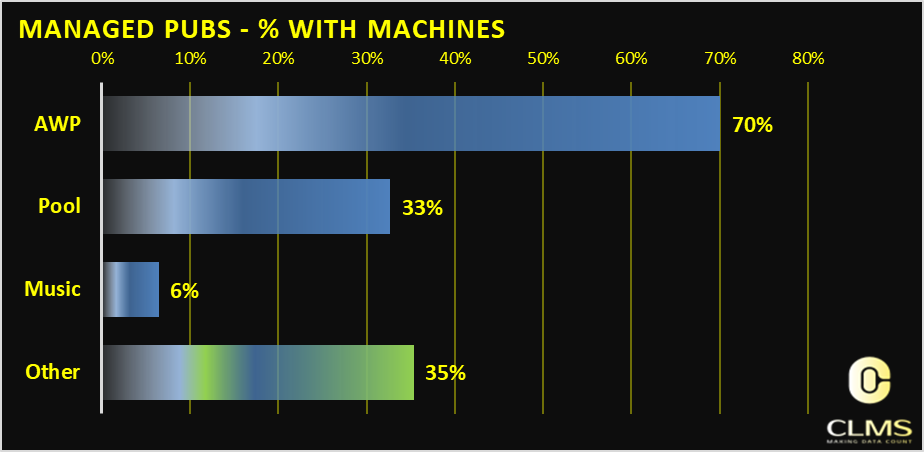 MANAGED PUBS - % WITH MACHINES
0% 10% 20% 30% 40% 50% 60% 70% 80%
AWP 70%
Pool 33%
Music 6%
Other 35%
CLMS
MAKING DATA COUNT